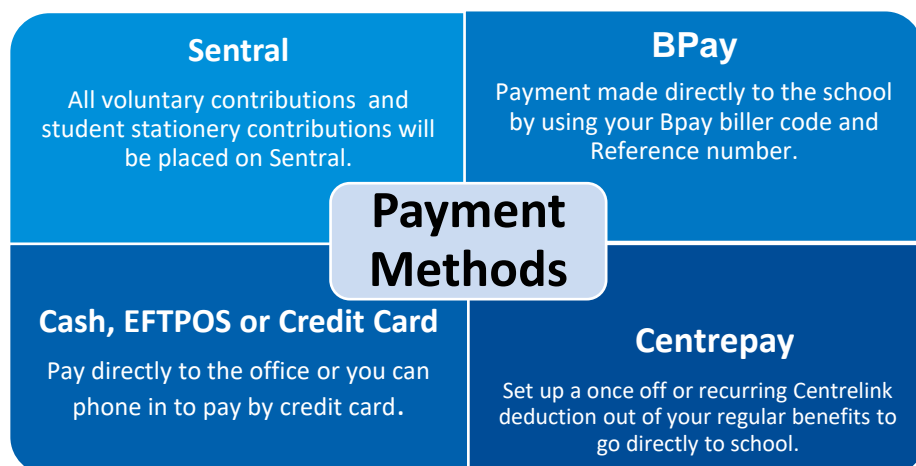 Sentral
All voluntary contributions and
student stationery contributions will
be placed on Sentral.
BPay
Payment made directly to the school
by using your Bpay biller code and
Reference number.
Payment
Methods
Cash, EFTPOS or Credit Card
Pay directly to the office or you can
phone in to pay by credit card.
Centrepay
Set up a once off or recurring Centrelink
deduction out of your regular benefits to
go directly to school.